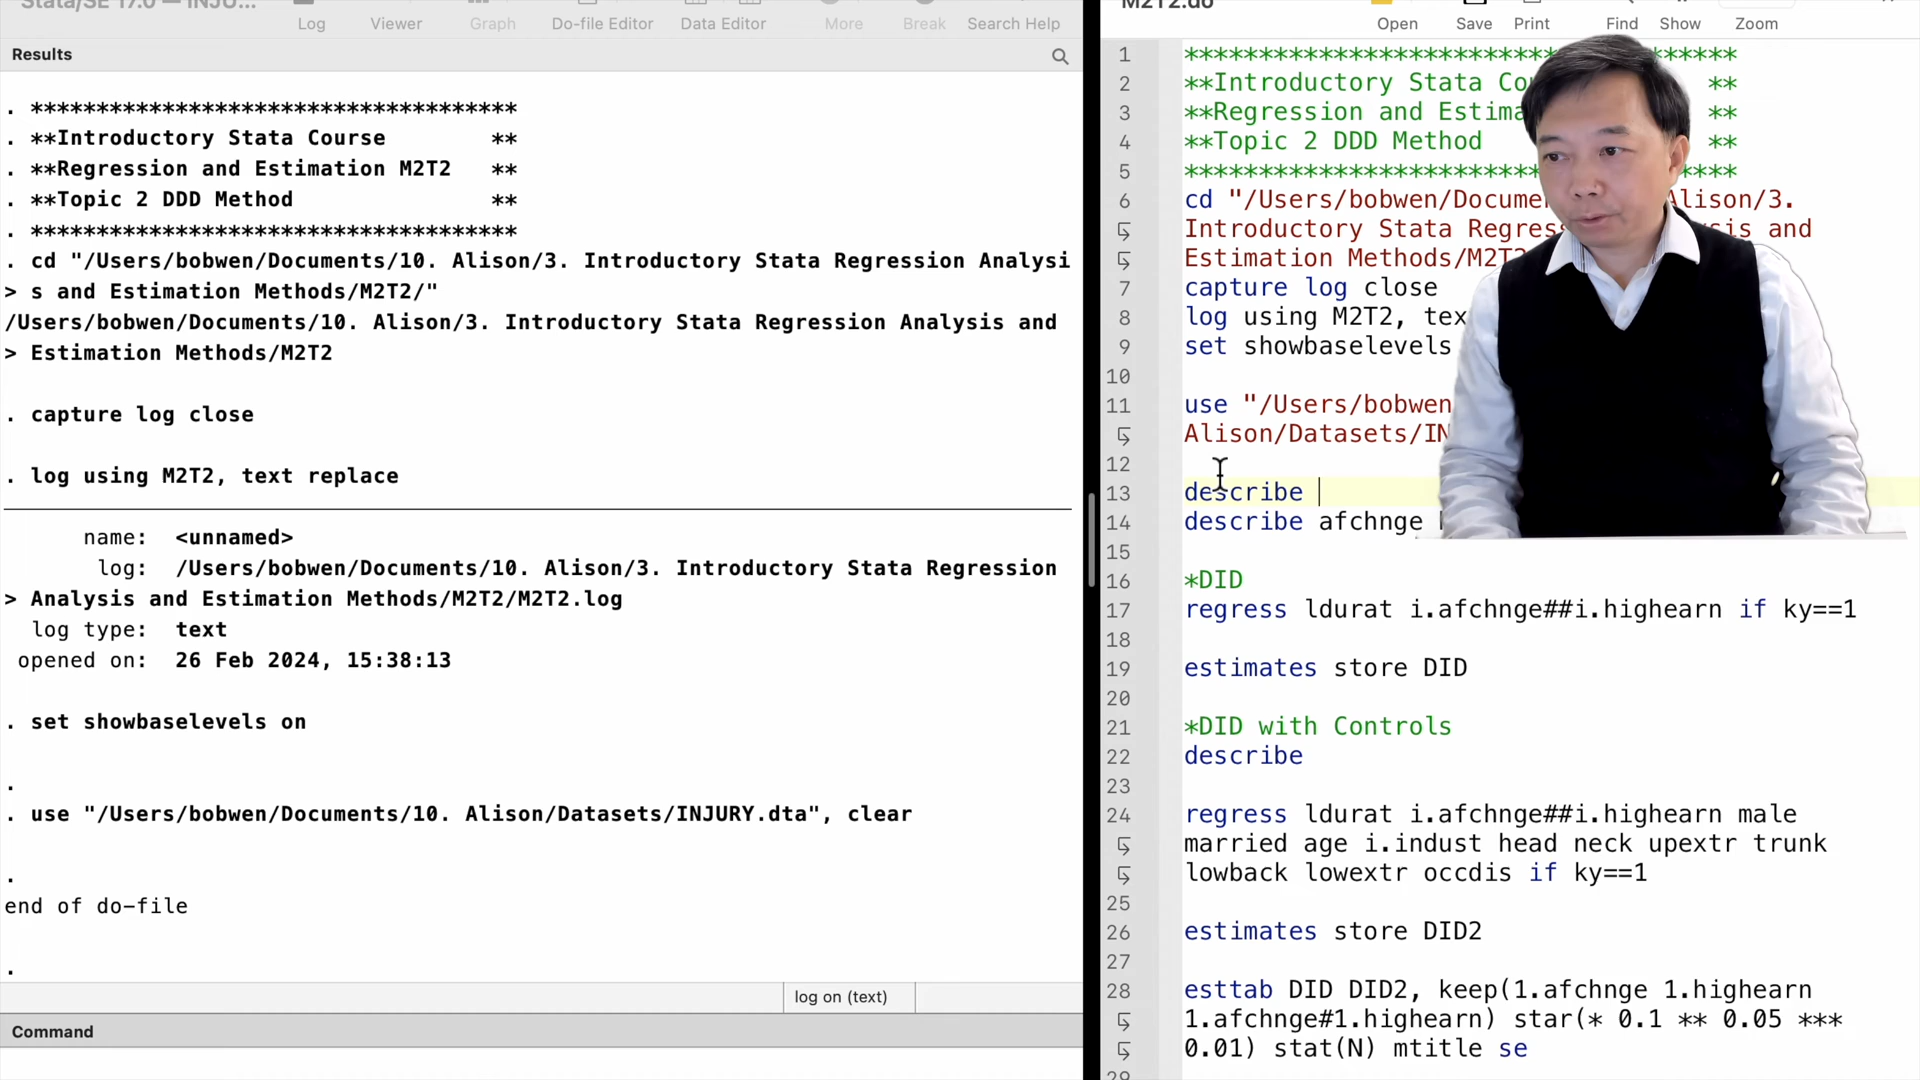 Stata/SE 17.0 — INJU...
Log Viewer Graph Do-file Editor Data Editor More Break Search Help
Results
. *************************************
. **Introductory Stata Course        **
. **Regression and Estimation M2T2   **
. **Topic 2 DDD Method               **
. *************************************
. cd "/Users/bobwen/Documents/10. Alison/3. Introductory Stata Regression Analysi
> s and Estimation Methods/M2T2/"
/Users/bobwen/Documents/10. Alison/3. Introductory Stata Regression Analysis and
> Estimation Methods/M2T2
. capture log close
. log using M2T2, text replace
name: <unnamed>
log: /Users/bobwen/Documents/10. Alison/3. Introductory Stata Regression
> Analysis and Estimation Methods/M2T2/M2T2.log
log type: text
opened on: 26 Feb 2024, 15:38:13
. set showbaselevels on
.
. use "/Users/bobwen/Documents/10. Alison/Datasets/INJURY.dta", clear
.
end of do-file
.
log on (text)
Command
M2T2.do
Open Save Print Find Show Zoom
1 *************************************
2 **Introductory Stata Co **
3 **Regression and Estima **
4 **Topic 2 DDD Method **
5 *************************************
6 cd "/Users/bobwen/Documen Alison/3.
Introductory Stata Regres sis and
Estimation Methods/M2T2
7 capture log close
8 log using M2T2, tex
9 set showbaselevels
10
11 use "/Users/bobwen
Alison/Datasets/IN
12
13 describe
14 describe afchnge
15
16 *DID
17 regress ldurat i.afchnge##i.highearn if ky==1
18
19 estimates store DID
20
21 *DID with Controls
22 describe
23
24 regress ldurat i.afchnge##i.highearn male
married age i.indust head neck upextr trunk
lowback lowextr occdis if ky==1
25
26 estimates store DID2
27
28 esttab DID DID2, keep(1.afchnge 1.highearn
1.afchnge#1.highearn) star(* 0.1 ** 0.05 ***
0.01) stat(N) mtitle se
29